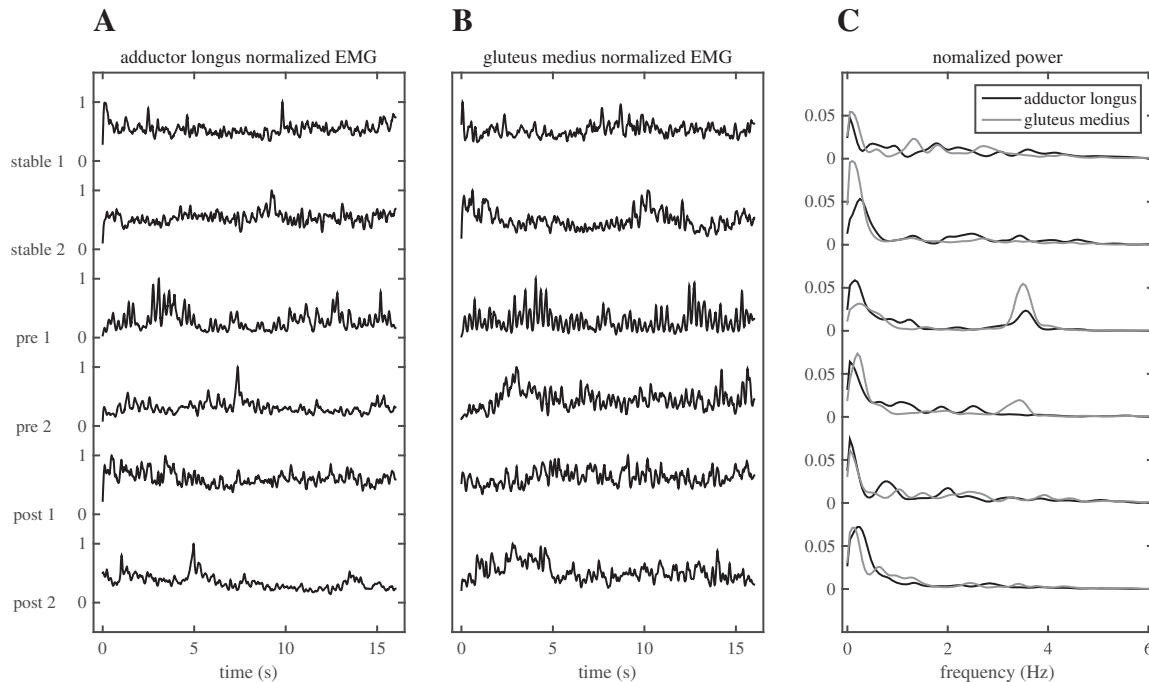 A
B
C
adductor longus normalized EMG
gluteus medius normalized EMG
nomalized power
adductor longus
gluteus medius
1
stable 1
0
1
stable 2
0
1
pre 1
0
1
pre 2
0
1
post 1
0
1
post 2
0
0.05
0
0.05
0
0.05
0
0.05
0
0.05
0
0.05
0
0 5 10 15
time (s)
0 5 10 15
time (s)
0 2 4 6
frequency (Hz)